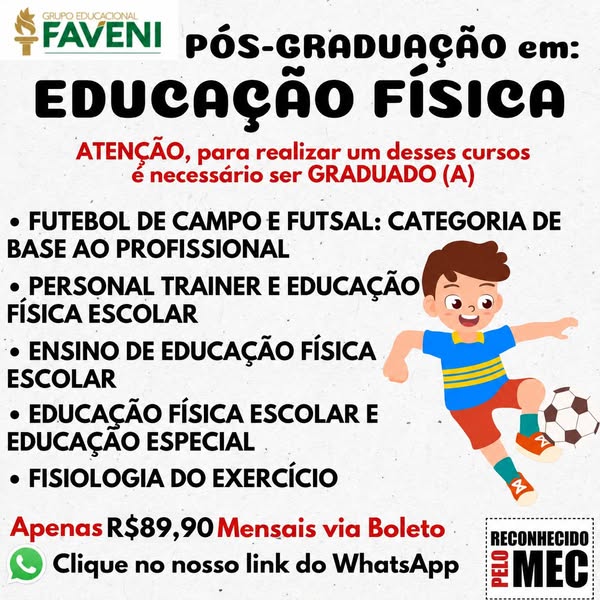 GRUPO EDUCACIONAL
FAVENI
PÓS-GRADUAÇÃO em:
EDUCAÇÃO FÍSICA
ATENÇÃO, para realizar um desses cursos
é necessário ser GRADUADO (A)
• FUTEBOL DE CAMPO E FUTSAL: CATEGORIA DE
BASE AO PROFISSIONAL
• PERSONAL TRAINER E EDUCAÇÃO
FÍSICA ESCOLAR
• ENSINO DE EDUCAÇÃO FÍSICA
ESCOLAR
• EDUCAÇÃO FÍSICA ESCOLAR E
EDUCAÇÃO ESPECIAL
• FISIOLOGIA DO EXERCÍCIO
Apenas R$89,90 Mensais via Boleto
Clique no nosso link do WhatsApp
RECONHECIDO
PELO MEC